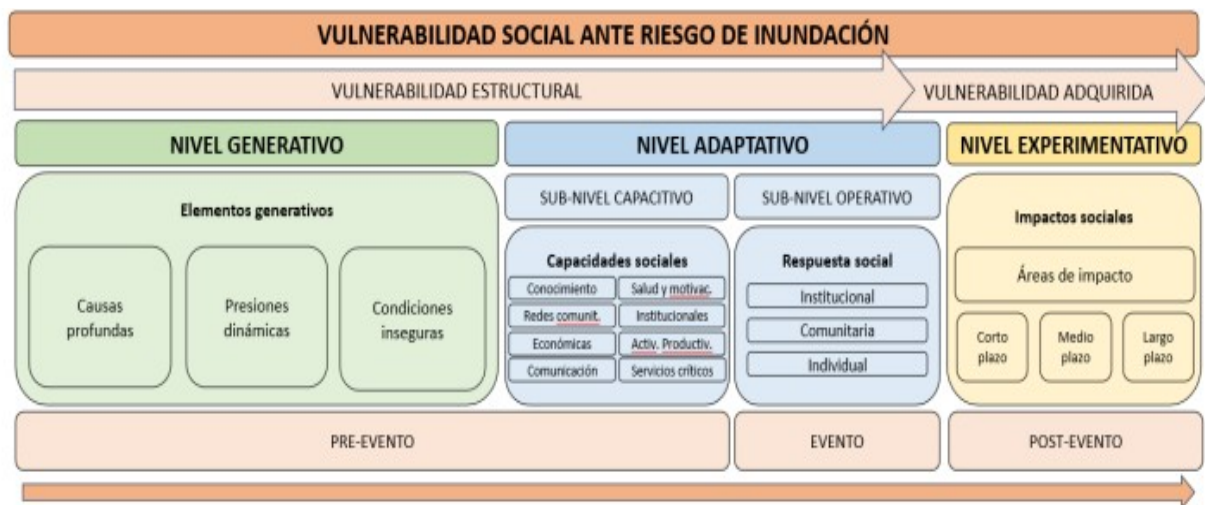 VULNERABILIDAD SOCIAL ANTE RIESGO DE INUNDACIÓN
VULNERABILIDAD ESTRUCTURAL
VULNERABILIDAD ADQUIRIDA
NIVEL GENERATIVO
NIVEL ADAPTATIVO
NIVEL EXPERIMENTATIVO
Elementos generativos
Causas
profundas
Presiones
dinámicas
Condiciones
inseguras
SUB-NIVEL CAPACITIVO
Capacidades sociales
Conocimiento
Salud y motivac.
Redes comunit.
Institucionales
Económicas
Activ. Productiv.
Comunicación
Servicios críticos
SUB-NIVEL OPERATIVO
Respuesta social
Institucional
Comunitaria
Individual
Impactos sociales
Áreas de impacto
Corto
plazo
Medio
plazo
Largo
plazo
PRE-EVENTO
EVENTO
POST-EVENTO